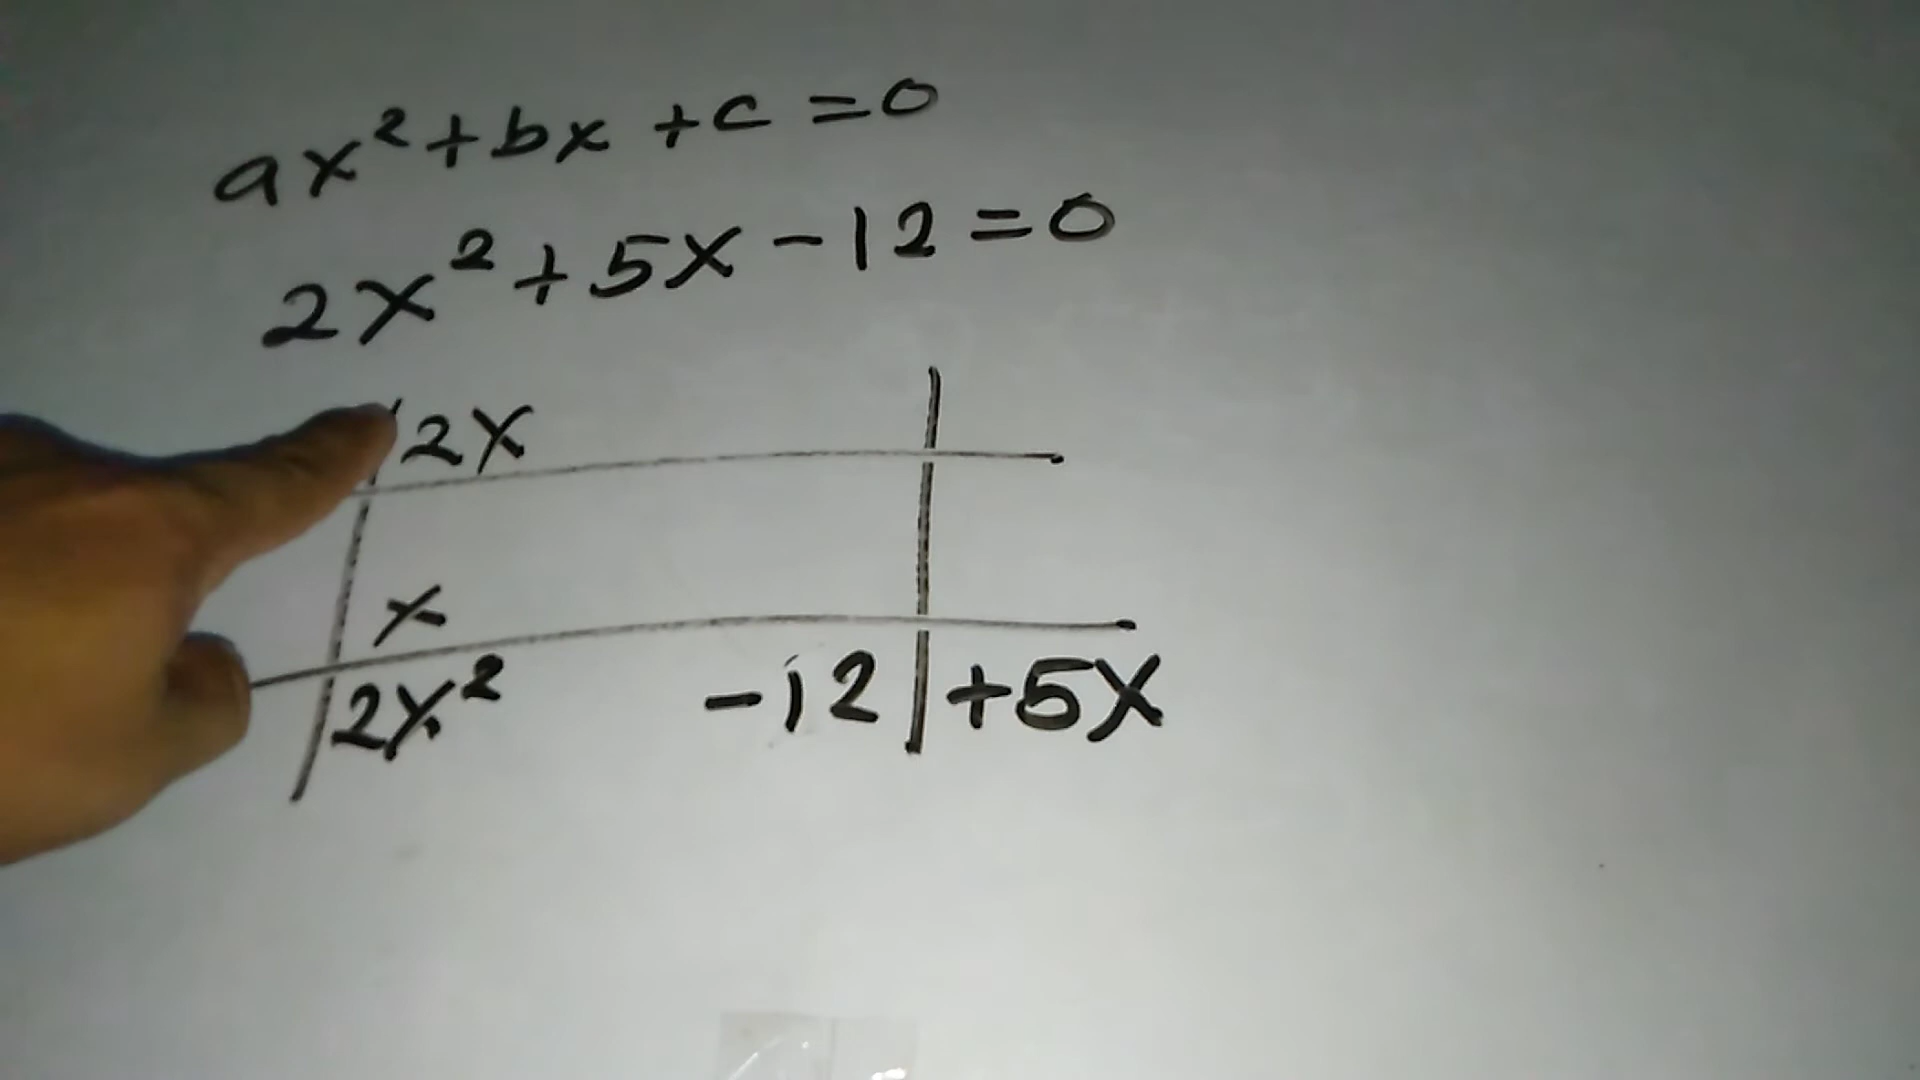 ax² + bx + c = 0
2x² + 5x - 12 = 0
2x
x
2x² -12 +5x